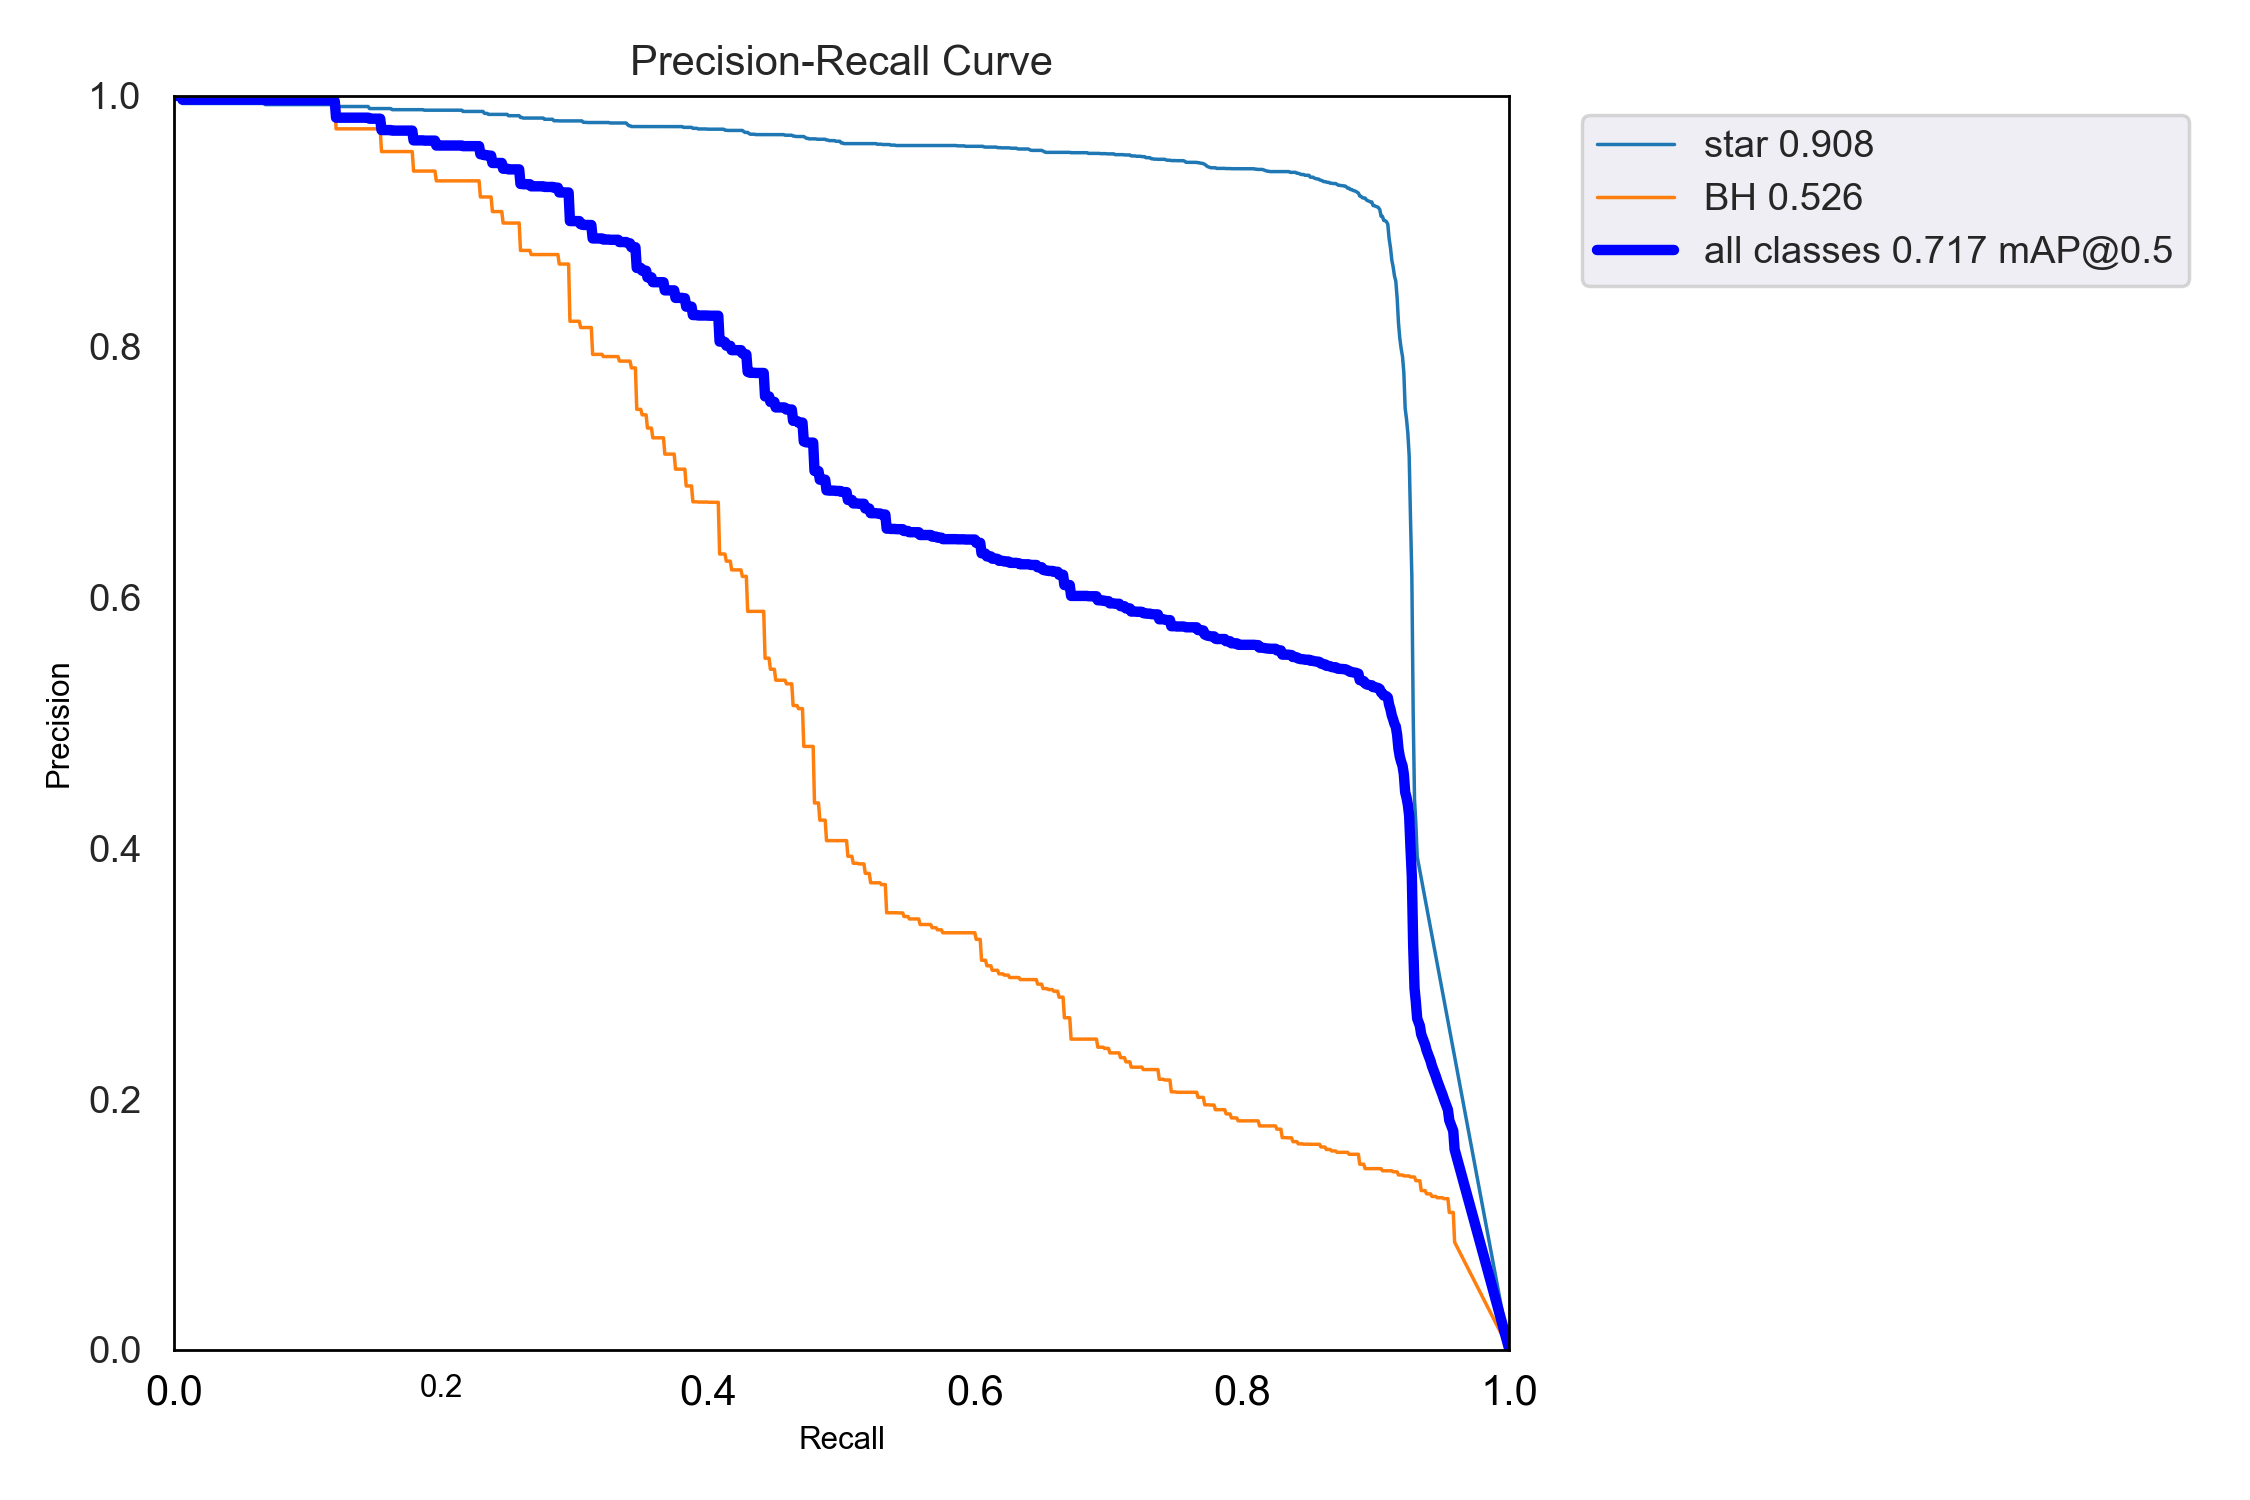 Precision-Recall Curve
1.0
0.8
0.6
0.4
0.2
0.0
Precision
0.0 0.2 0.4 0.6 0.8 1.0
Recall
star 0.908
BH 0.526
all classes 0.717 mAP@0.5